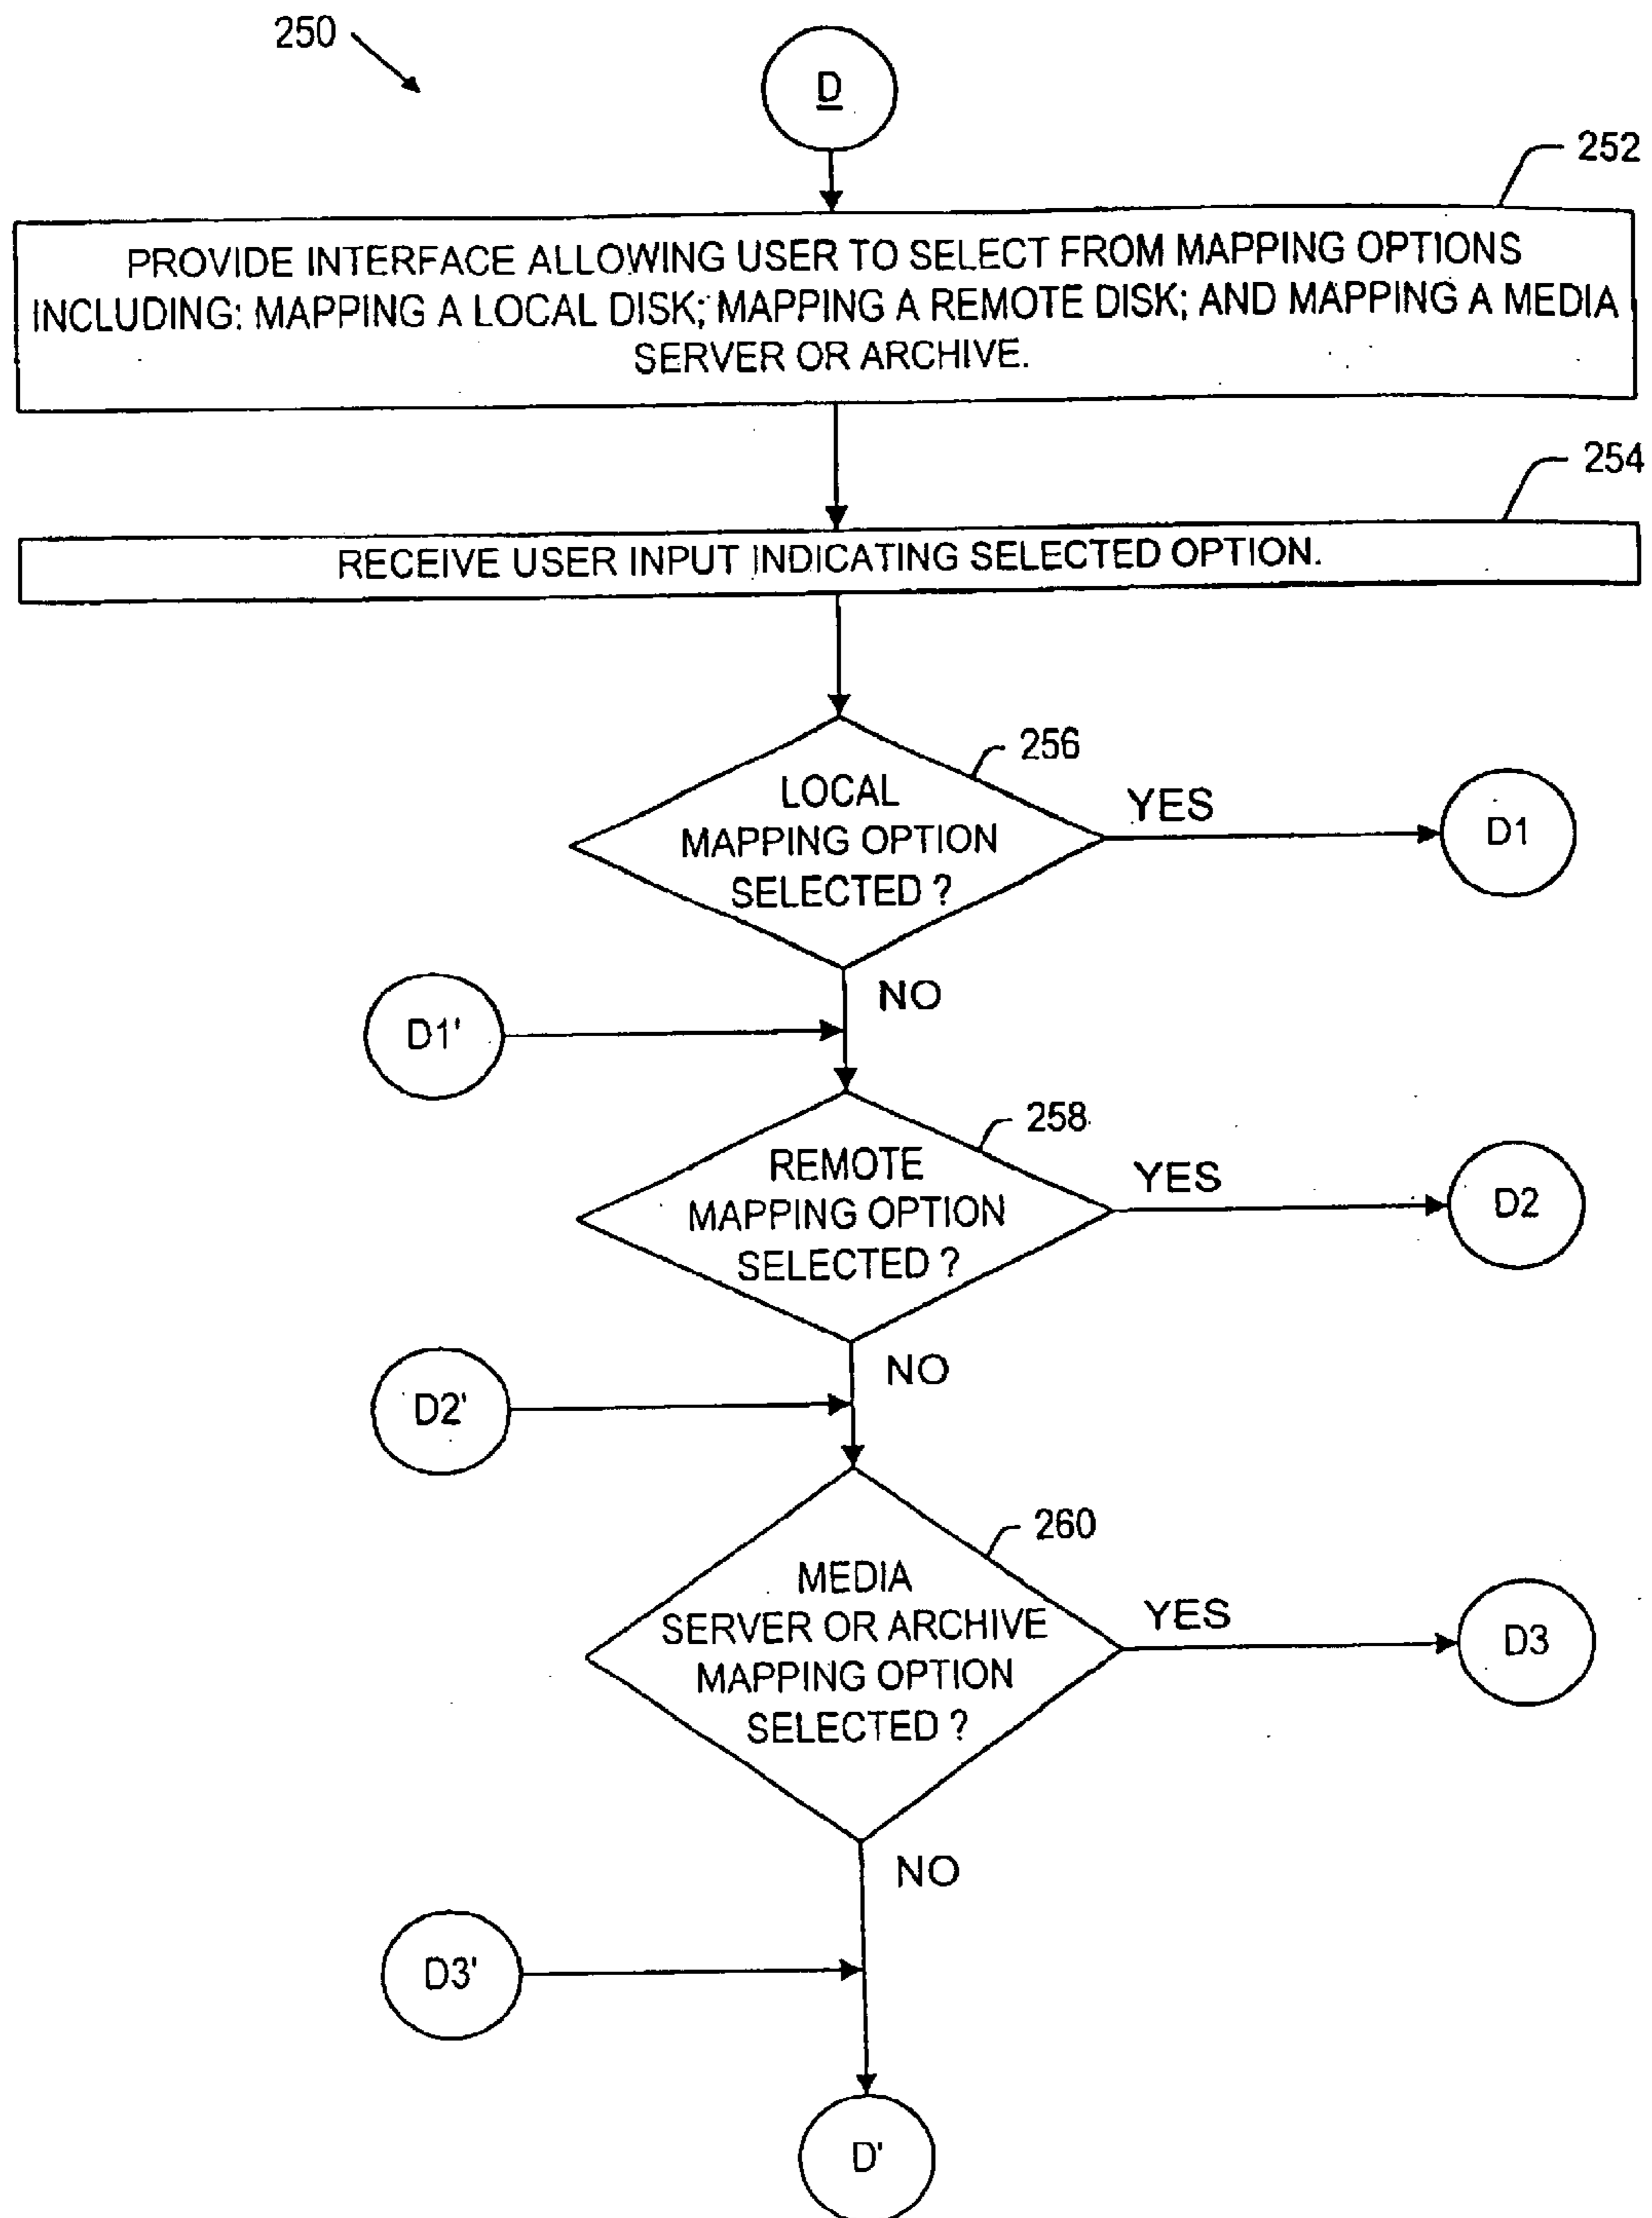 250
D
252
PROVIDE INTERFACE ALLOWING USER TO SELECT FROM MAPPING OPTIONS
INCLUDING: MAPPING A LOCAL DISK; MAPPING A REMOTE DISK; AND MAPPING A MEDIA
SERVER OR ARCHIVE.
254
RECEIVE USER INPUT INDICATING SELECTED OPTION.
256
LOCAL
MAPPING OPTION
SELECTED ?
YES
D1
NO
D1'
258
REMOTE
MAPPING OPTION
SELECTED ?
YES
D2
NO
D2'
260
MEDIA
SERVER OR ARCHIVE
MAPPING OPTION
SELECTED ?
YES
D3
NO
D3'
D'